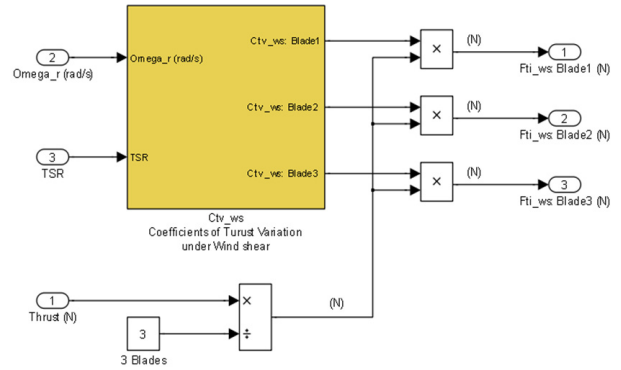 2
Omega_r (rad/s)
3
TSR
Omega_r (rad/s)
TSR
Ctv_ws: Blade1
Ctv_ws: Blade2
Ctv_ws: Blade3
Ctv_ws
Coefficients of Turust Variation
under Wind shear
×
×
×
(N)
(N)
(N)
1
Fti_ws: Blade1 (N)
2
Fti_ws: Blade2 (N)
3
Fti_ws: Blade3 (N)
1
Thrust (N)
3
3 Blades
×
÷
(N)